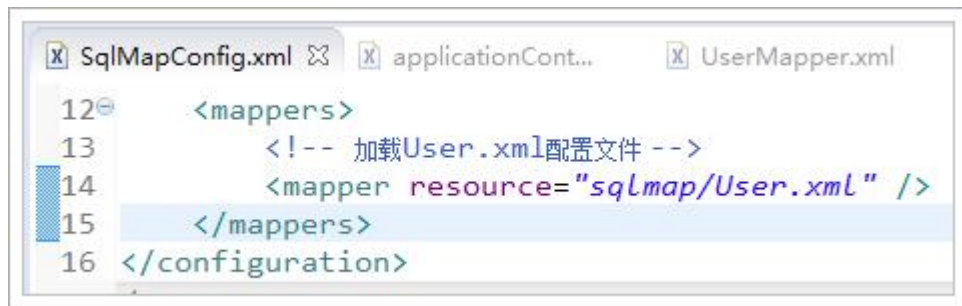 SqlMapConfig.xml applicationCont... UserMapper.xml
12 <mappers>
13 <!-- 加载User.xml配置文件 -->
14 <mapper resource="sqlmap/User.xml" />
15 </mappers>
16 </configuration>